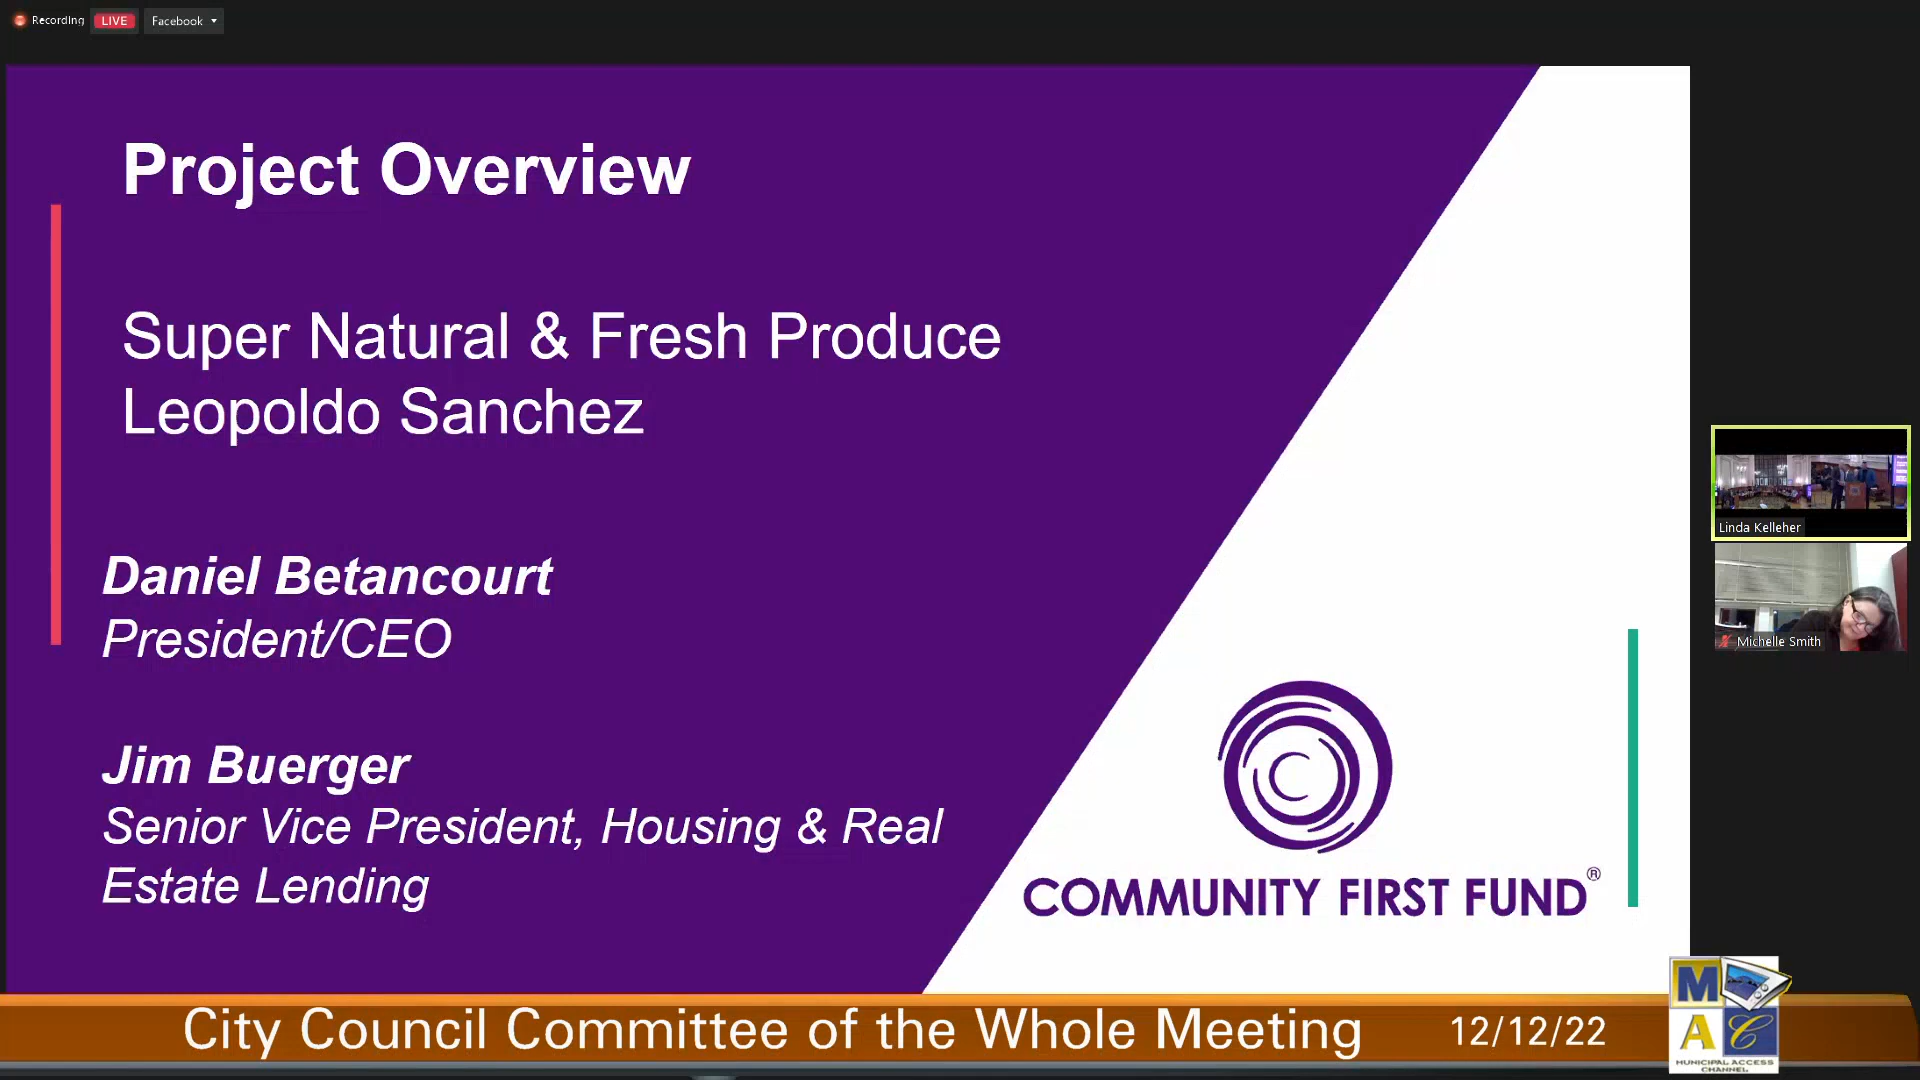 Recording LIVE Facebook
Project Overview
Super Natural & Fresh Produce
Leopoldo Sanchez
Daniel Betancourt
President/CEO
Jim Buerger
Senior Vice President, Housing & Real
Estate Lending
COMMUNITY FIRST FUND®
Linda Kelleher
Michelle Smith
City Council Committee of the Whole Meeting 12/12/22
M
A C
MUNICIPAL ACCESS
CHANNEL